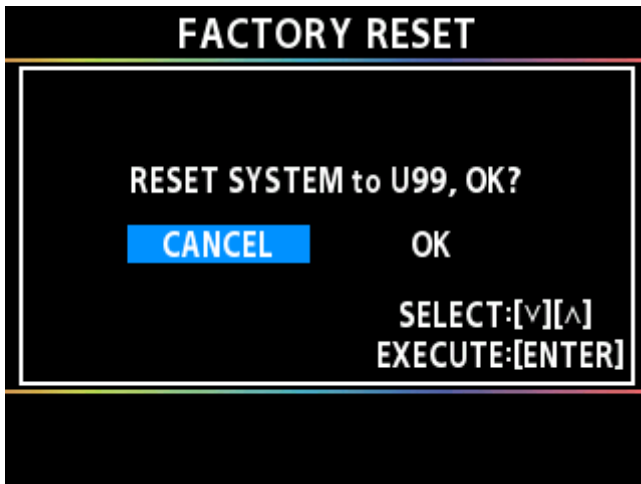 FACTORY RESET
RESET SYSTEM to U99, OK?
CANCEL OK
SELECT:[∨][∧]
EXECUTE:[ENTER]